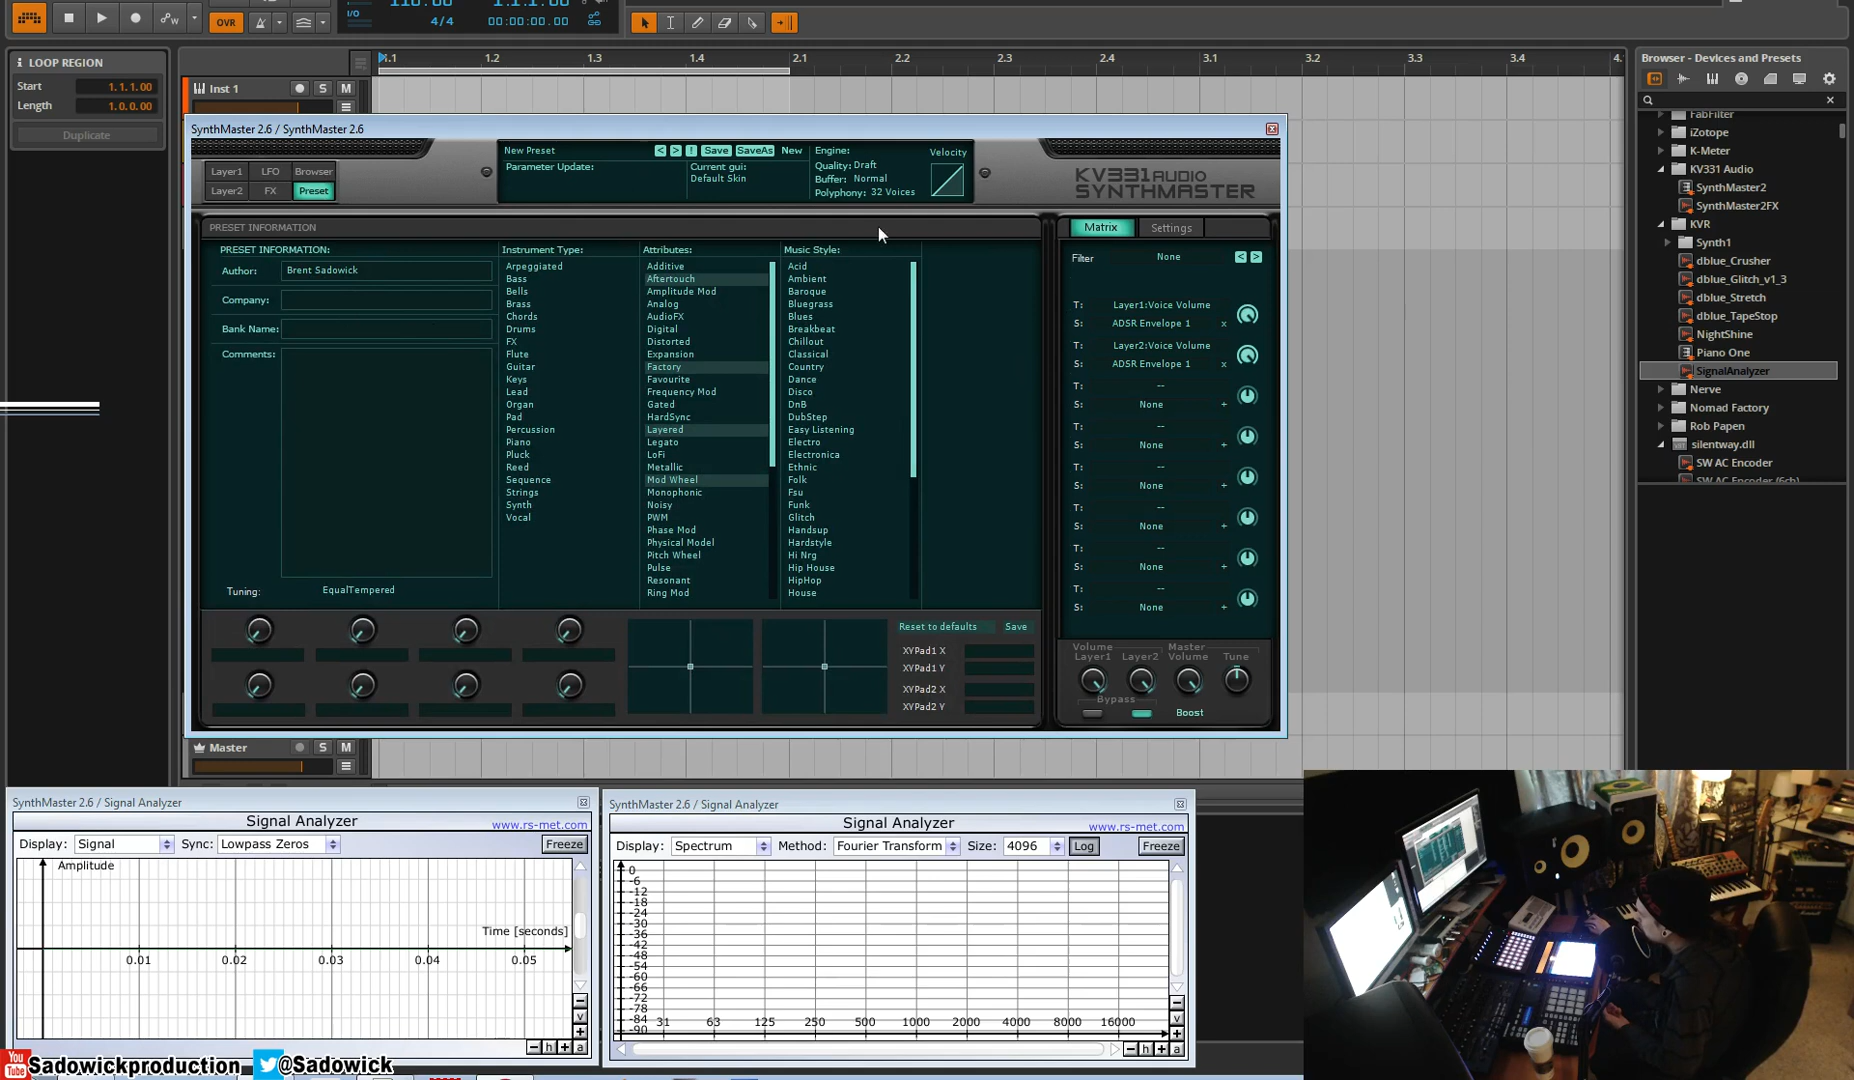 OVR
I/O
110.00
4/4
1.1.1.00
00:00:00.00
LOOP REGION
Start 1.1.1.00
Length 1.0.0.00
Duplicate
1.1 1.2 1.3 1.4 2.1 2.2 2.3 2.4 3.1 3.2 3.3 3.4 4.
Inst 1 S M
SynthMaster 2.6 / SynthMaster 2.6
Layer1 LFO Browser
Layer2 FX Preset
New Preset < > ! Save SaveAs New
Parameter Update:
Current gui:
Default Skin
Engine:
Quality: Draft
Buffer: Normal
Polyphony: 32 Voices
Velocity
KV331 AUDIO
SYNTHMASTER
PRESET INFORMATION
PRESET INFORMATION:
Author: Brent Sadowick
Company:
Bank Name:
Comments:
Tuning: EqualTempered
Instrument Type:
Arpeggiated
Bass
Bells
Brass
Chords
Drums
FX
Flute
Guitar
Keys
Lead
Organ
Pad
Percussion
Piano
Pluck
Reed
Sequence
Strings
Synth
Vocal
Attributes:
Additive
Aftertouch
Amplitude Mod
Analog
AudioFX
Digital
Distorted
Expansion
Factory
Favourite
Frequency Mod
Gated
HardSync
Layered
Legato
LoFi
Metallic
Mod Wheel
Monophonic
Noisy
PWM
Phase Mod
Physical Model
Pitch Wheel
Pulse
Resonant
Ring Mod
Music Style:
Acid
Ambient
Baroque
Bluegrass
Blues
Breakbeat
Chillout
Classical
Country
Dance
Disco
DnB
DubStep
Easy Listening
Electro
Electronica
Ethnic
Folk
Fsu
Funk
Glitch
Handsup
Hardstyle
Hi Nrg
Hip House
HipHop
House
Matrix Settings
Filter None < >
T: Layer1:Voice Volume
S: ADSR Envelope 1 x
T: Layer2:Voice Volume
S: ADSR Envelope 1 x
T: --
S: None +
T: --
S: None +
T: --
S: None +
T: --
S: None +
T: --
S: None +
T: --
S: None +
Reset to defaults Save
XYPad1 X
XYPad1 Y
XYPad2 X
XYPad2 Y
Volume
Layer1 Layer2
Master
Volume
Tune
Bypass
Boost
Master S M
Browser - Devices and Presets
FabFilter
iZotope
K-Meter
KV331 Audio
SynthMaster2
SynthMaster2FX
KVR
Synth1
dblue_Crusher
dblue_Glitch_v1_3
dblue_Stretch
dblue_TapeStop
NightShine
Piano One
SignalAnalyzer
Nerve
Nomad Factory
Rob Papen
silentway.dll
SW AC Encoder
SW AC Encoder (6ch)
SynthMaster 2.6 / Signal Analyzer
Signal Analyzer
www.rs-met.com
Display: Signal Sync: Lowpass Zeros Freeze
Amplitude
Time [seconds]
0.01 0.02 0.03 0.04 0.05
v
- h + a
SynthMaster 2.6 / Signal Analyzer
Signal Analyzer
www.rs-met.com
Display: Spectrum Method: Fourier Transform Size: 4096 Log Freeze
0
-6
-12
-18
-24
-30
-36
-42
-48
-54
-60
-66
-72
-78
-84
-90
31 63 125 250 500 1000 2000 4000 8000 16000
v
- h + a
You Tube Sadowickproduction @Sadowick